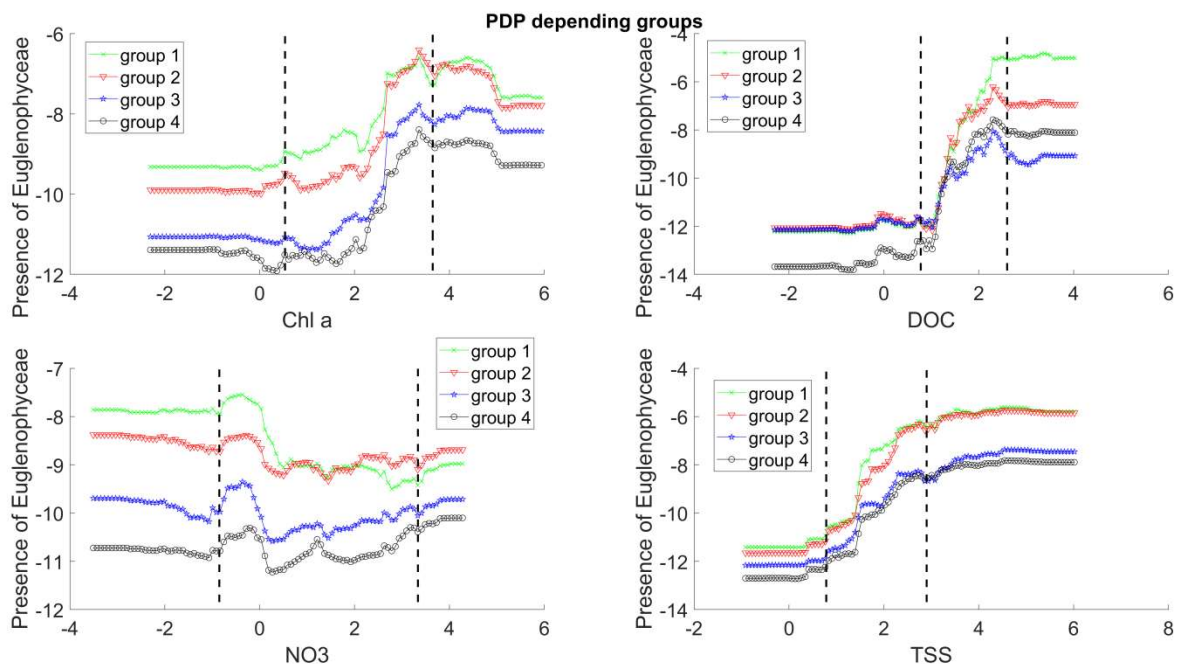 PDP depending groups
Presence of Euglenophyceae
-6
-8
-10
-12
group 1
group 2
group 3
group 4
-4 -2 0 2 4 6
Chl a
Presence of Euglenophyceae
-4
-6
-8
-10
-12
-14
group 1
group 2
group 3
group 4
-4 -2 0 2 4 6
DOC
Presence of Euglenophyceae
-7
-8
-9
-10
-11
-12
group 1
group 2
group 3
group 4
-4 -2 0 2 4 6
NO3
Presence of Euglenophyceae
-4
-6
-8
-10
-12
-14
group 1
group 2
group 3
group 4
-2 0 2 4 6 8
TSS